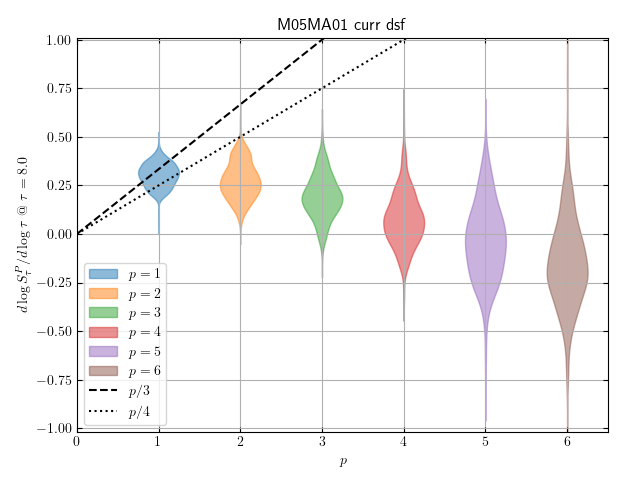 M05MA01 curr dsf
d log S_τ^P / d log τ @ τ = 8.0
1.00
0.75
0.50
0.25
0.00
−0.25
−0.50
−0.75
−1.00
p = 1
p = 2
p = 3
p = 4
p = 5
p = 6
p/3
p/4
0 1 2 3 4 5 6
p